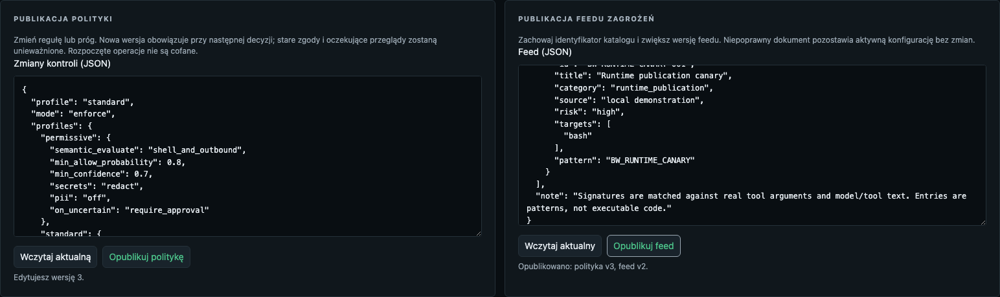 PUBLIKACJA POLITYKI
Zmień regułę lub próg. Nowa wersja obowiązuje przy następnej decyzji; stare zgody i oczekujące przeglądy zostaną
unieważnione. Rozpoczęte operacje nie są cofane.
Zmiany kontroli (JSON)
{
  "profile": "standard",
  "mode": "enforce",
  "profiles": {
    "permissive": {
      "semantic_evaluate": "shell_and_outbound",
      "min_allow_probability": 0.8,
      "min_confidence": 0.7,
      "secrets": "redact",
      "pii": "off",
      "on_uncertain": "require_approval"
    },
    "standard": {
Wczytaj aktualną
Opublikuj politykę
Edytujesz wersję 3.
PUBLIKACJA FEEDU ZAGROŻEŃ
Zachowaj identyfikator katalogu i zwiększ wersję feedu. Niepoprawny dokument pozostawia aktywną konfigurację bez zmian.
Feed (JSON)
      "title": "Runtime publication canary",
      "category": "runtime_publication",
      "source": "local demonstration",
      "risk": "high",
      "targets": [
        "bash"
      ],
      "pattern": "BW_RUNTIME_CANARY"
    }
  ],
  "note": "Signatures are matched against real tool arguments and model/tool text. Entries are
patterns, not executable code."
}
Wczytaj aktualny
Opublikuj feed
Opublikowano: polityka v3, feed v2.